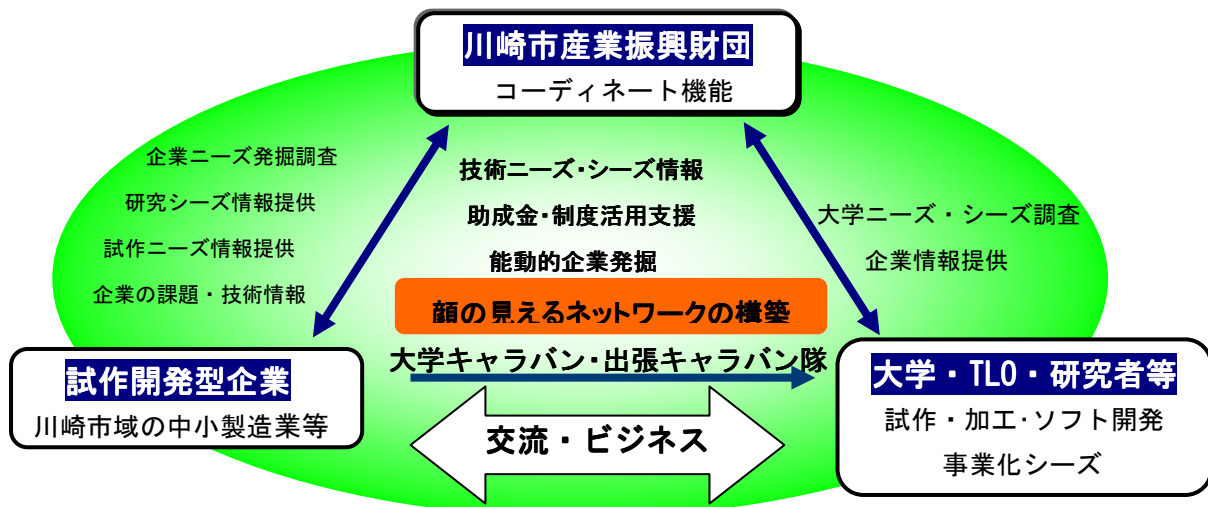 川崎市産業振興財団
コーディネート機能
企業ニーズ発掘調査
研究シーズ情報提供
試作ニーズ情報提供
企業の課題・技術情報
技術ニーズ・シーズ情報
助成金・制度活用支援
能動的企業発掘
顔の見えるネットワークの構築
大学キャラバン・出張キャラバン隊
大学ニーズ・シーズ調査
企業情報提供
試作開発型企業
川崎市域の中小製造業等
交流・ビジネス
大学・TLO・研究者等
試作・加工・ソフト開発
事業化シーズ